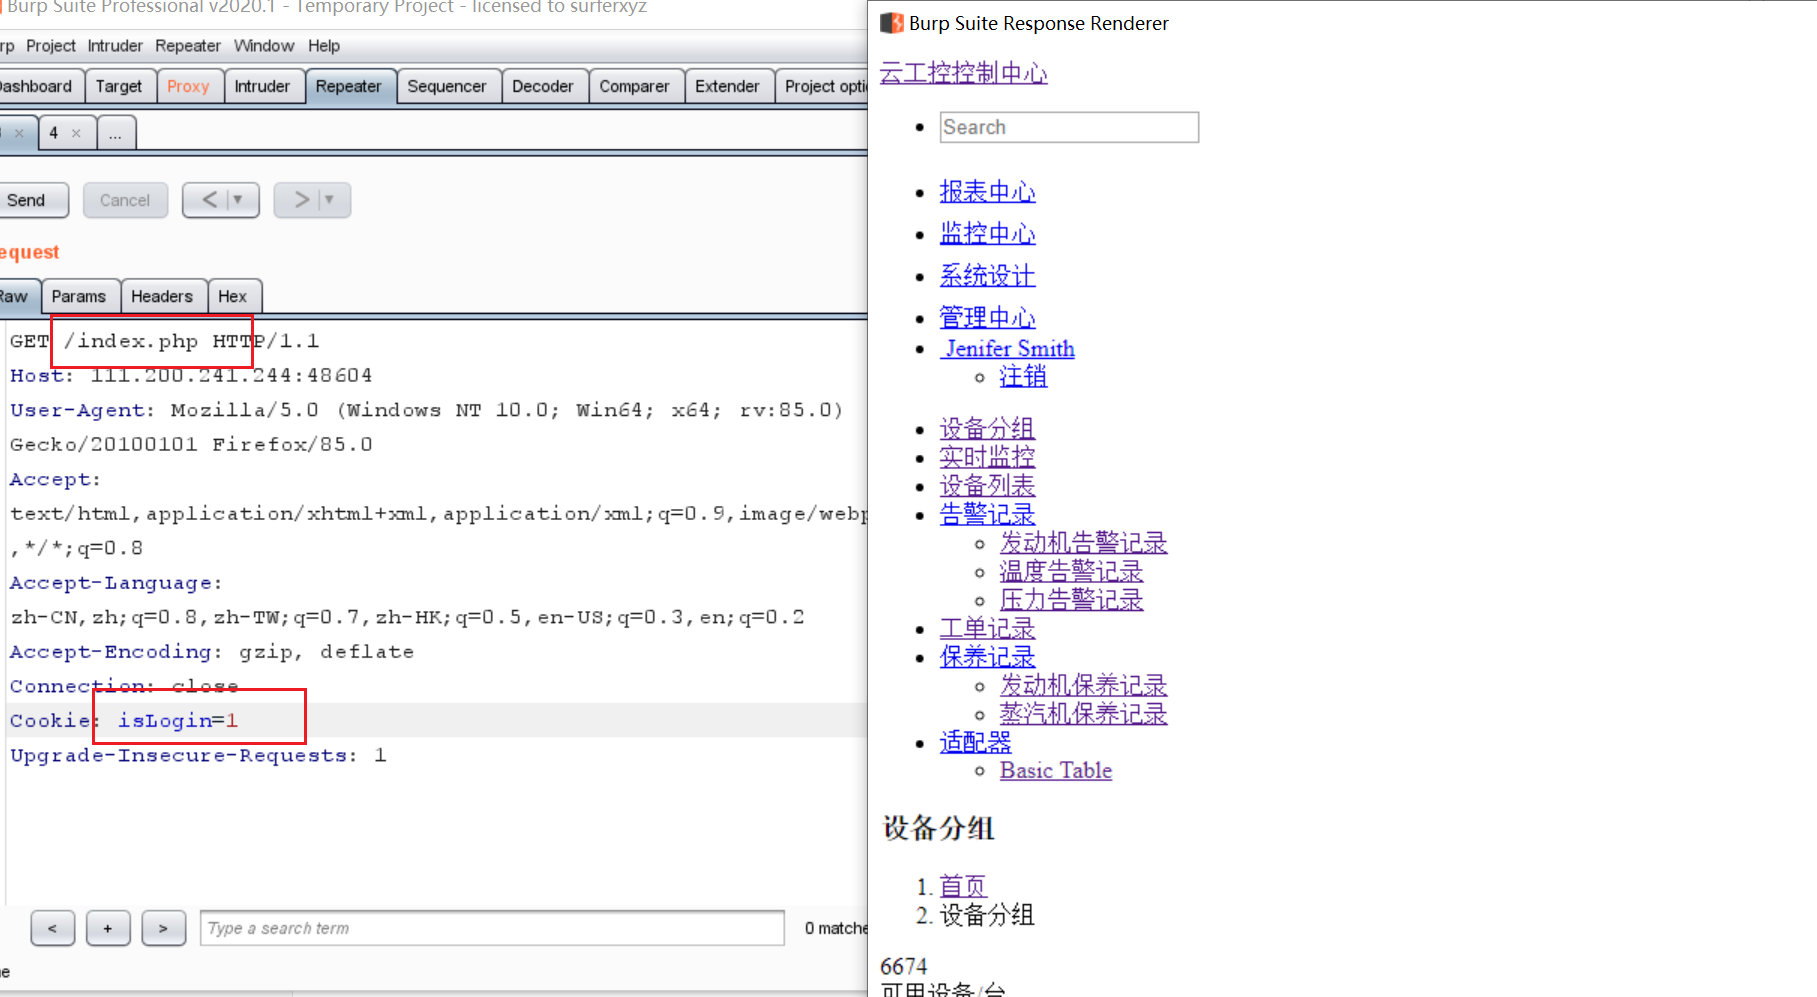 Burp Suite Professional v2020.1 - Temporary Project - licensed to surferxyz
rp Project Intruder Repeater Window Help
Dashboard Target Proxy Intruder Repeater Sequencer Decoder Comparer Extender Project opti
4 × ...
Send Cancel < ▼ > ▼
equest
Raw Params Headers Hex
GET /index.php HTTP/1.1
Host: 111.200.241.244:48604
User-Agent: Mozilla/5.0 (Windows NT 10.0; Win64; x64; rv:85.0)
Gecko/20100101 Firefox/85.0
Accept:
text/html,application/xhtml+xml,application/xml;q=0.9,image/webp
,*/*;q=0.8
Accept-Language:
zh-CN,zh;q=0.8,zh-TW;q=0.7,zh-HK;q=0.5,en-US;q=0.3,en;q=0.2
Accept-Encoding: gzip, deflate
Connection: close
Cookie: isLogin=1
Upgrade-Insecure-Requests: 1
< + > Type a search term 0 matche
ne
Burp Suite Response Renderer
云工控控制中心
Search
报表中心
监控中心
系统设计
管理中心
Jenifer Smith
注销
设备分组
实时监控
设备列表
告警记录
发动机告警记录
温度告警记录
压力告警记录
工单记录
保养记录
发动机保养记录
蒸汽机保养记录
适配器
Basic Table
设备分组
1. 首页
2. 设备分组
6674
可用设备/台